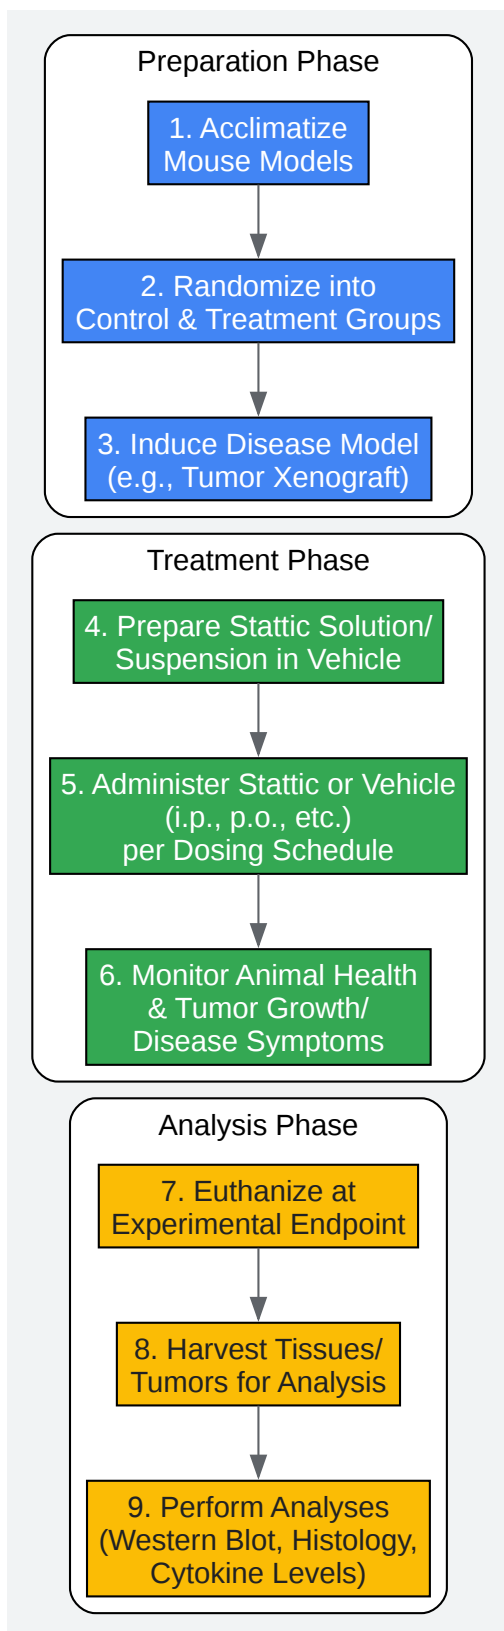 Preparation Phase
1. Acclimatize
Mouse Models
2. Randomize into
Control & Treatment Groups
3. Induce Disease Model
(e.g., Tumor Xenograft)
Treatment Phase
4. Prepare Stattic Solution/
Suspension in Vehicle
5. Administer Stattic or Vehicle
(i.p., p.o., etc.)
per Dosing Schedule
6. Monitor Animal Health
& Tumor Growth/
Disease Symptoms
Analysis Phase
7. Euthanize at
Experimental Endpoint
8. Harvest Tissues/
Tumors for Analysis
9. Perform Analyses
(Western Blot, Histology,
Cytokine Levels)